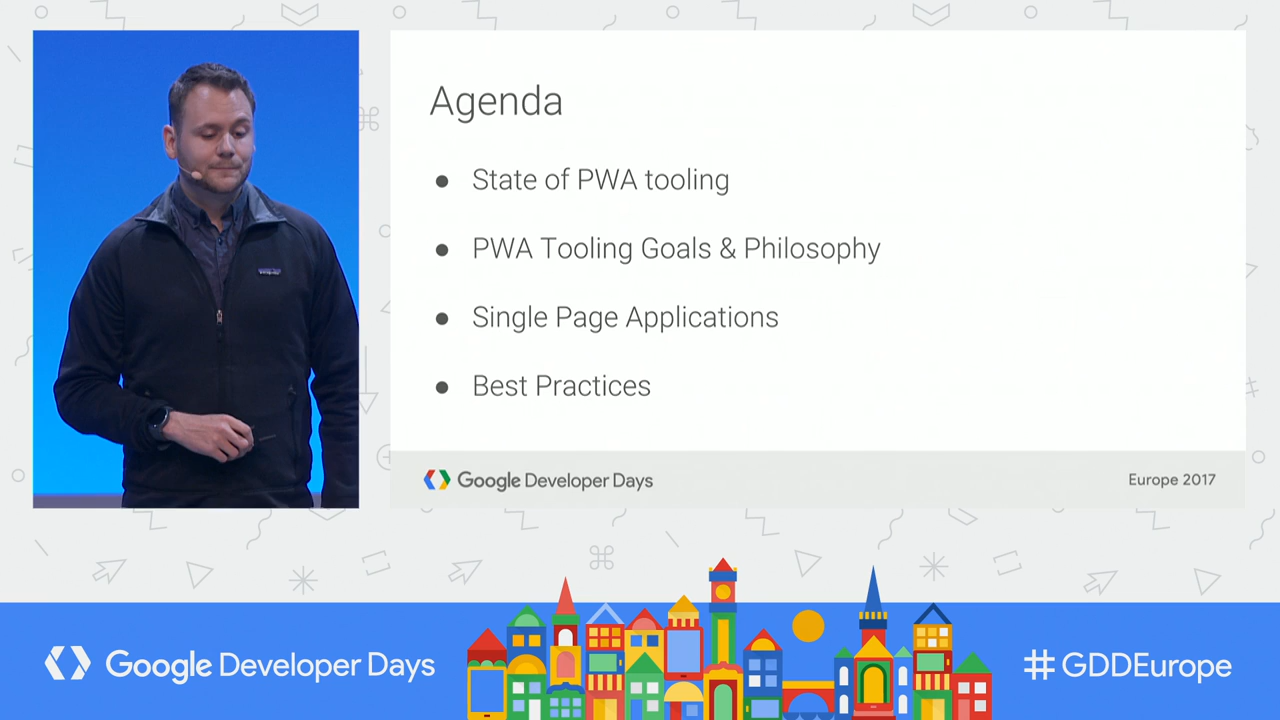 Agenda
● State of PWA tooling
● PWA Tooling Goals & Philosophy
● Single Page Applications
● Best Practices
Google Developer Days
Europe 2017
Google Developer Days
#GDDEurope